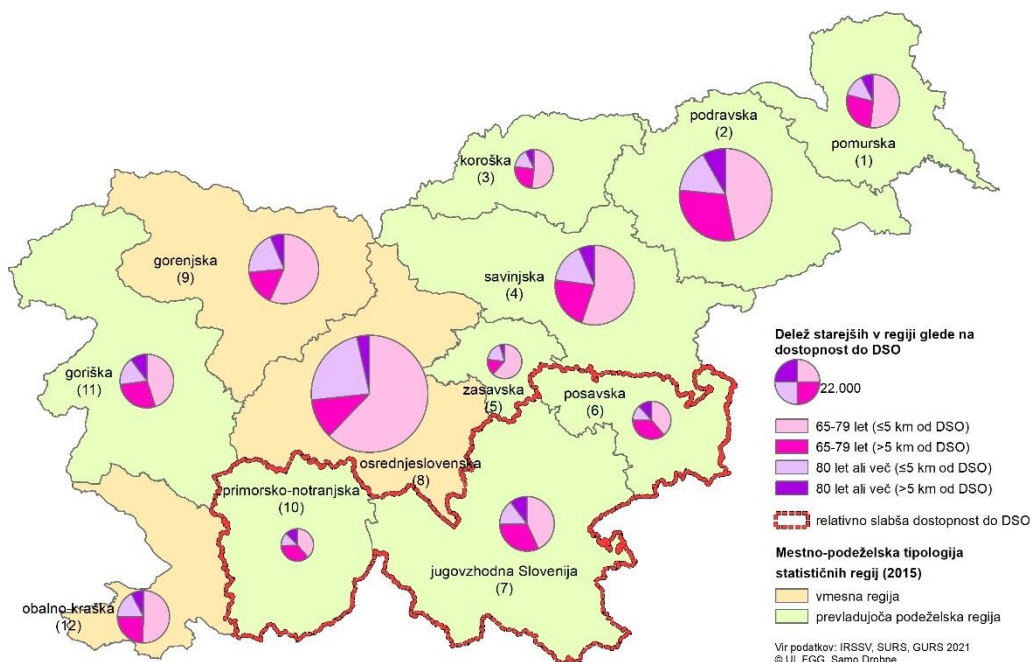 podravska
(2)
pomurska
(1)
koroška
(3)
gorenjska
(9)
savinjska
(4)
goriška
(11)
zasavska
(5)
posavska
(6)
osrednjeslovenska
(8)
primorsko-notranjska
(10)
jugovzhodna Slovenija
(7)
obalno-kraška
(12)
Delež starejših v regiji glede na
dostopnost do DSO
22.000
65-79 let (≤5 km od DSO)
65-79 let (>5 km od DSO)
80 let ali več (≤5 km od DSO)
80 let ali več (>5 km od DSO)
relativno slabša dostopnost do DSO
Mestno-podeželska tipologija
statističnih regij (2015)
vmesna regija
prevladujoča podeželska regija
Vir podatkov: IRSSV, SURS, GURS 2021
© UL FGG, Samo Drobne